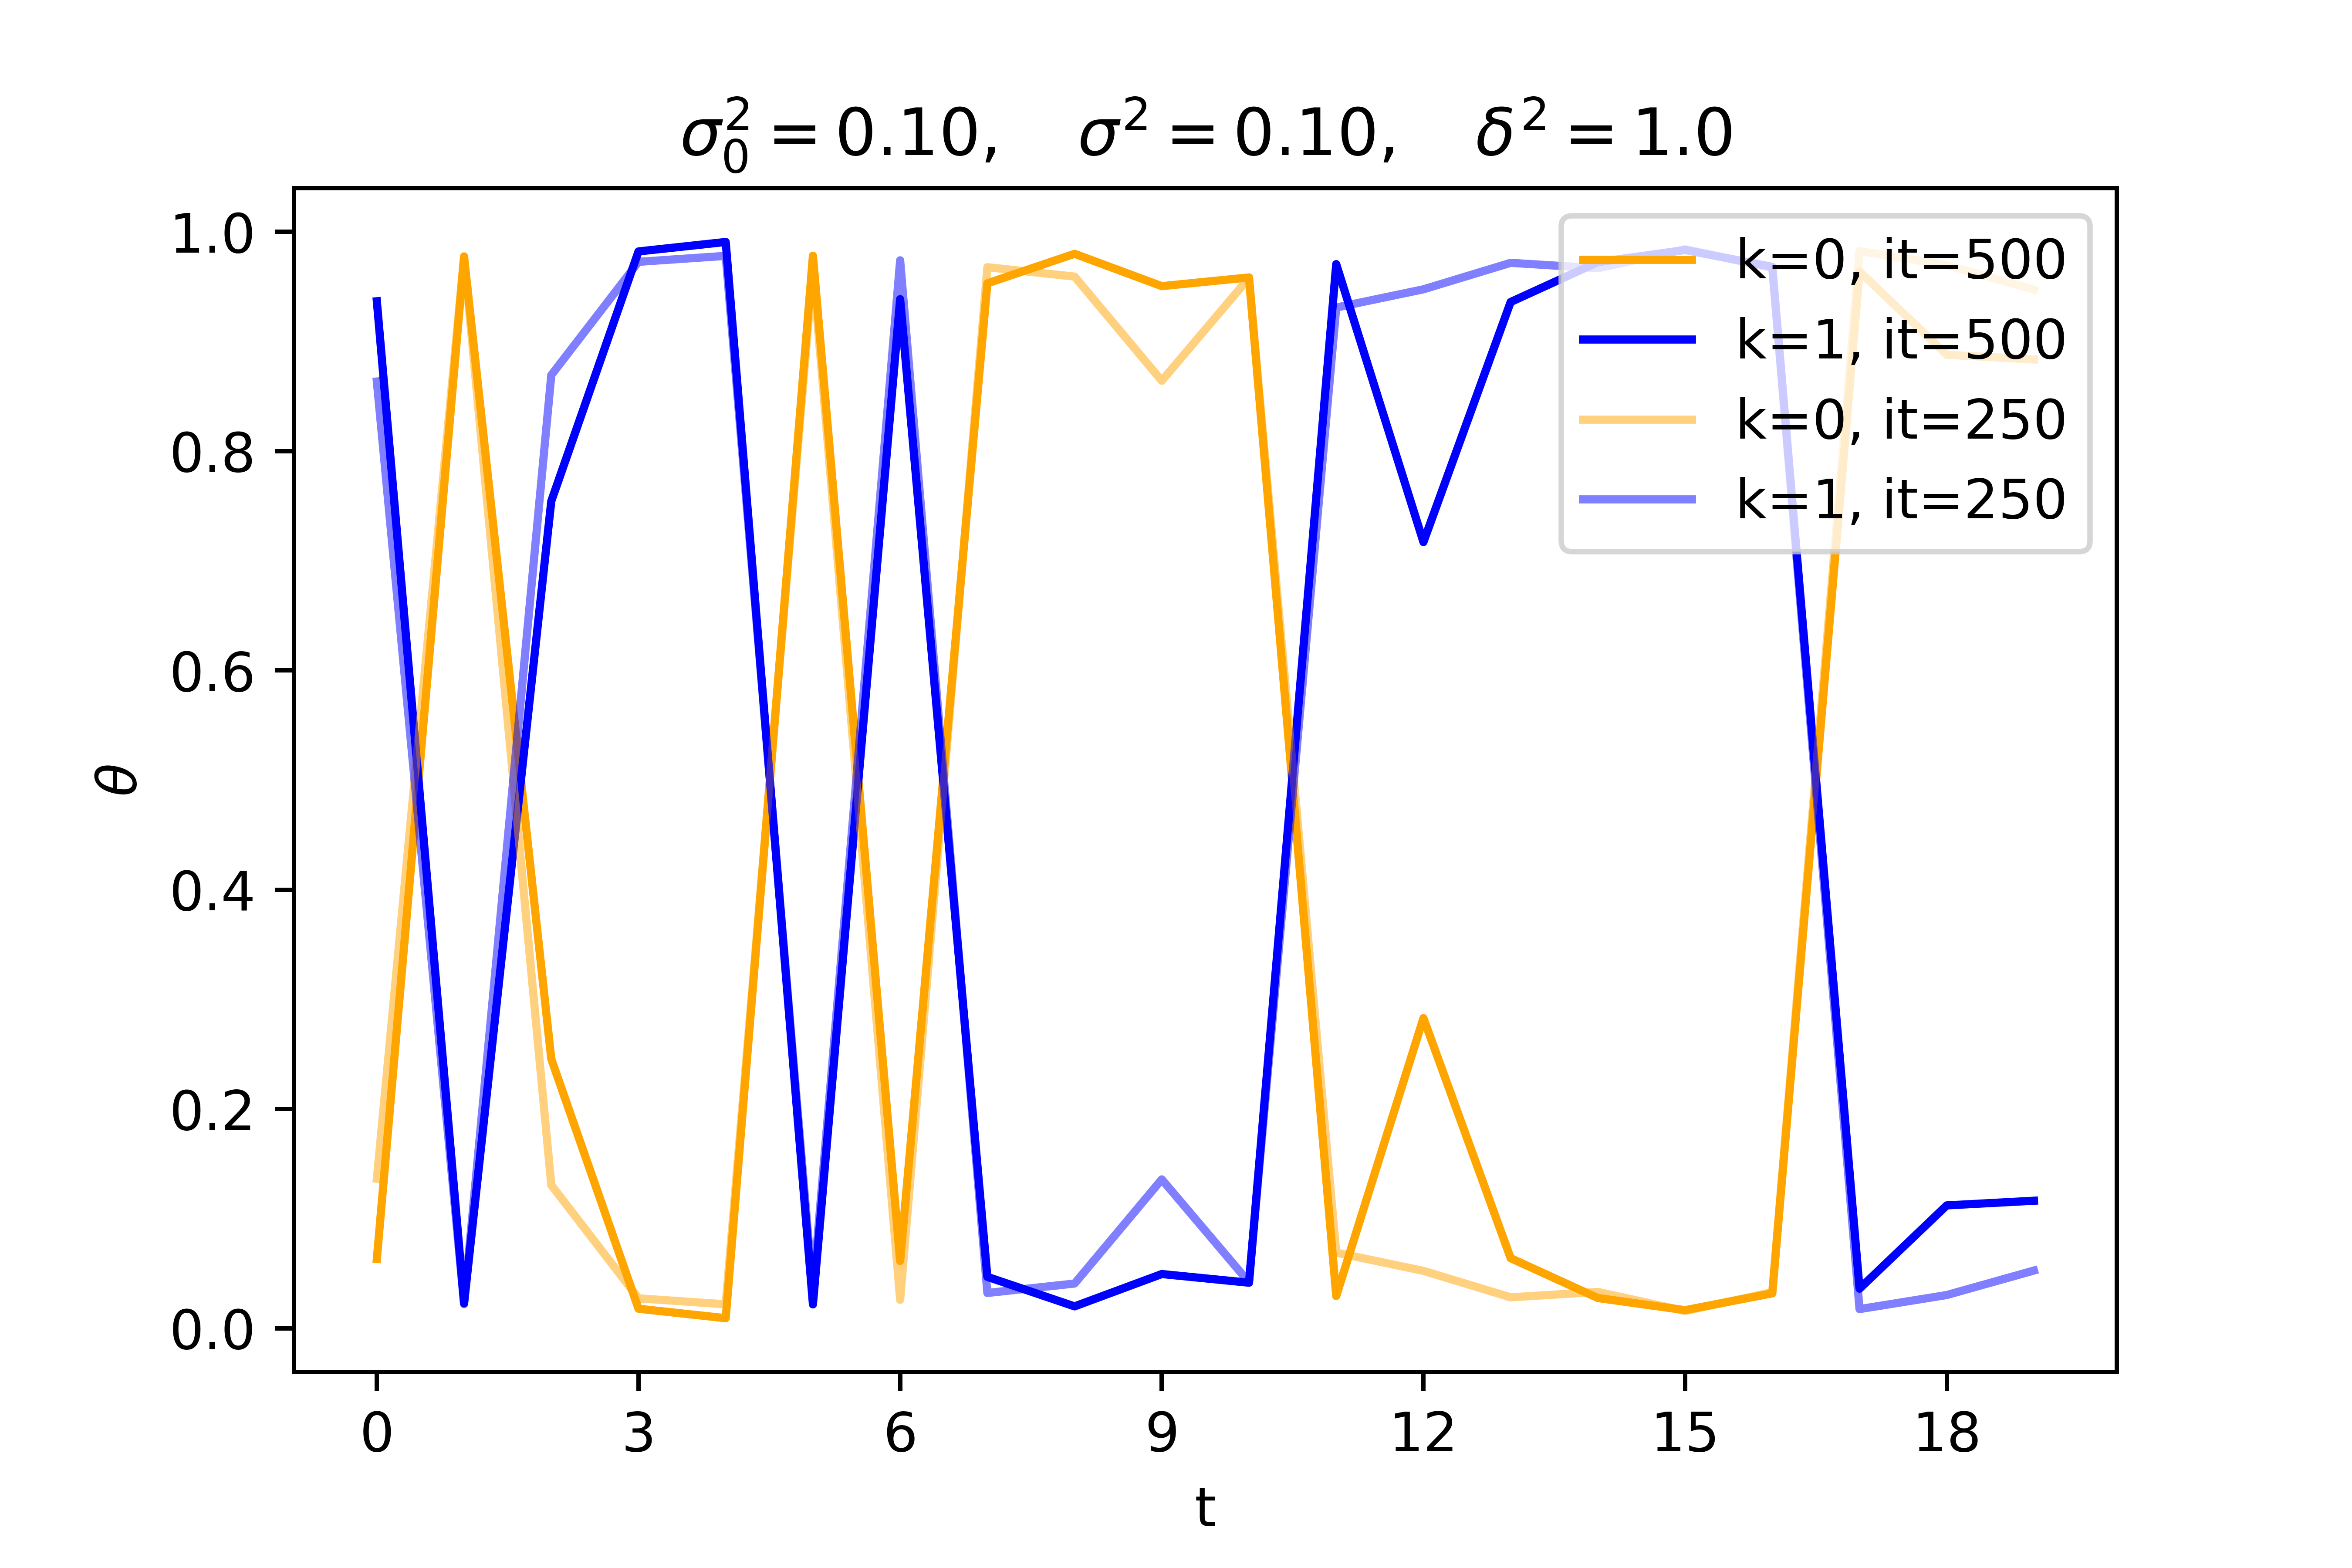 σ₀² = 0.10, σ² = 0.10, δ² = 1.0
1.0
0.8
0.6
0.4
0.2
0.0
θ
k=0, it=500
k=1, it=500
k=0, it=250
k=1, it=250
0 3 6 9 12 15 18
t